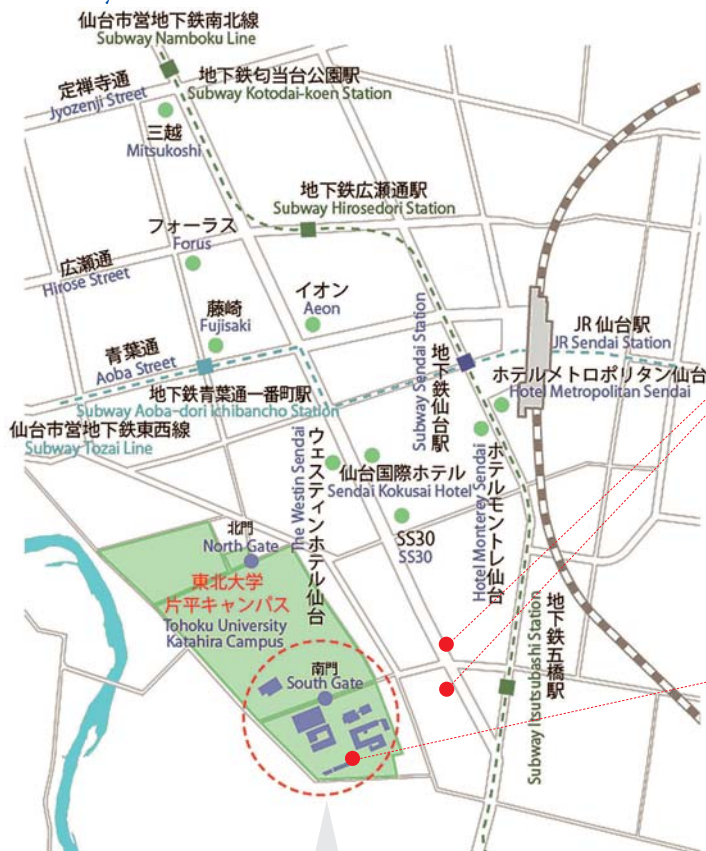 仙台市営地下鉄南北線
Subway Namboku Line
定禅寺通
Jyozenji Street
地下鉄匂当台公園駅
Subway Kotodai-koen Station
三越
Mitsukoshi
地下鉄広瀬通駅
Subway Hirosedori Station
フォーラス
Forus
広瀬通
Hirose Street
イオン
Aeon
藤崎
Fujisaki
青葉通
Aoba Street
JR 仙台駅
JR Sendai Station
地下鉄仙台駅
Subway Sendai Station
ホテルメトロポリタン仙台
Hotel Metropolitan Sendai
地下鉄青葉通一番町駅
Subway Aoba-dori Ichibancho Station
仙台市営地下鉄東西線
Subway Tozai Line
ウェスティンホテル仙台
The Westin Sendai
仙台国際ホテル
Sendai Kokusai Hotel
ホテルモントレ仙台
Hotel Monterey Sendai
SS30
SS30
北門
North Gate
東北大学
片平キャンパス
Tohoku University
Katahira Campus
南門
South Gate
地下鉄五橋駅
Subway Itsutsubashi Station